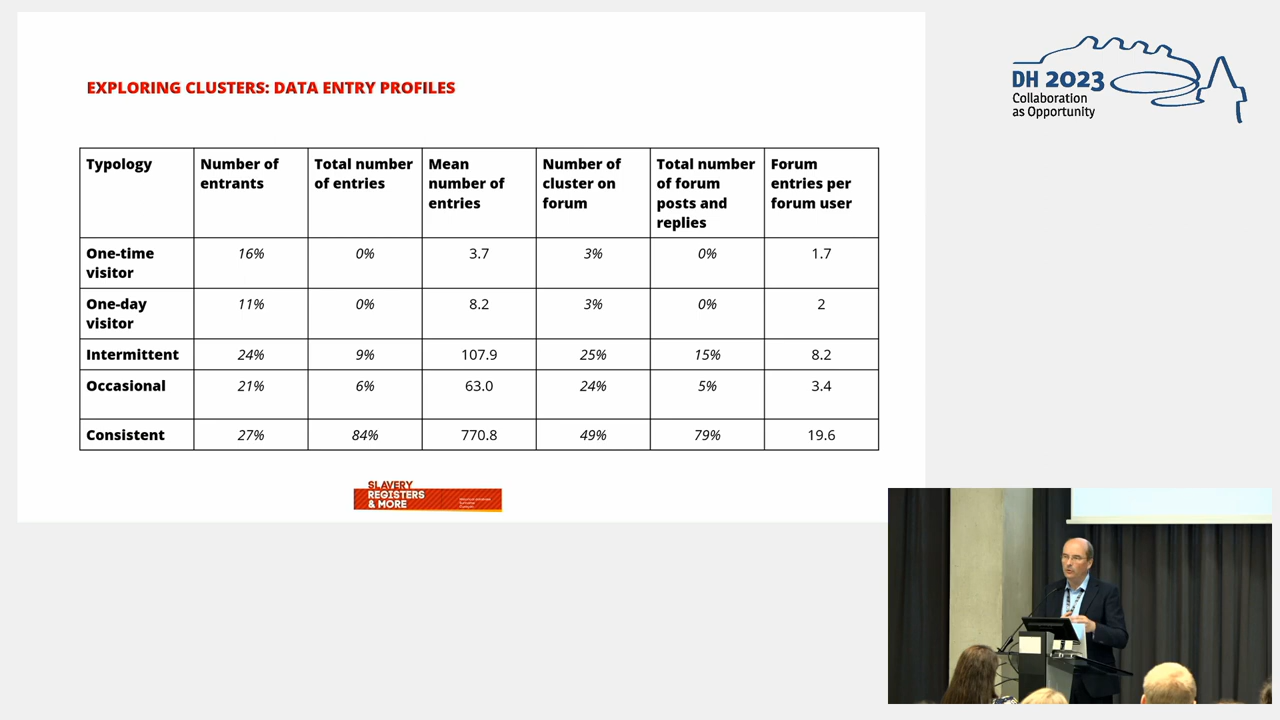 EXPLORING CLUSTERS: DATA ENTRY PROFILES
DH 2023
Collaboration
as Opportunity
Typology
Number of
entrants
Total number
of entries
Mean
number of
entries
Number of
cluster on
forum
Total number
of forum
posts and
replies
Forum
entries per
forum user
One-time
visitor
16%
0%
3.7
3%
0%
1.7
One-day
visitor
11%
0%
8.2
3%
0%
2
Intermittent
24%
9%
107.9
25%
15%
8.2
Occasional
21%
6%
63.0
24%
5%
3.4
Consistent
27%
84%
770.8
49%
79%
19.6
SLAVERY
REGISTERS
& MORE